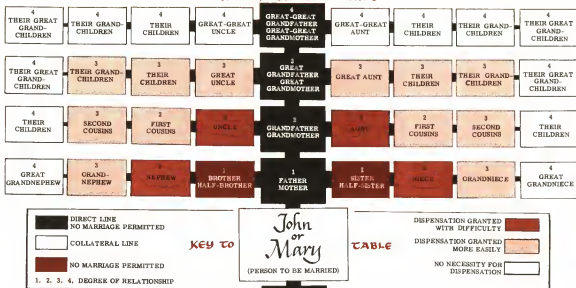 4 4 4 4 4 4 4 4 4
THEIR GREAT GRAND-CHILDREN THEIR GRAND-CHILDREN THEIR CHILDREN GREAT-GREAT UNCLE GREAT-GREAT GRANDFATHER GREAT-GREAT GRANDMOTHER GREAT-GREAT AUNT THEIR CHILDREN THEIR GRAND-CHILDREN THEIR GREAT GRAND-CHILDREN
4 3 3 3 3 3 3 3 4
THEIR GREAT GRAND-CHILDREN THEIR GRAND-CHILDREN THEIR CHILDREN GREAT UNCLE GREAT GRANDFATHER GREAT GRANDMOTHER GREAT AUNT THEIR CHILDREN THEIR GRAND-CHILDREN THEIR GREAT GRAND-CHILDREN
4 3 2 2 2 3 4
THEIR CHILDREN SECOND COUSINS FIRST COUSINS UNCLE GRANDFATHER GRANDMOTHER FIRST COUSINS SECOND COUSINS THEIR CHILDREN
4 3 1 1 1 3 4
GREAT GRANDNEPHEW GRAND-NEPHEW NEPHEW BROTHER HALF-BROTHER FATHER MOTHER SISTER HALF-SISTER NIECE GRANDNIECE GREAT GRANDNIECE
DIRECT LINE
NO MARRIAGE PERMITTED
COLLATERAL LINE
NO MARRIAGE PERMITTED
1, 2, 3, 4, DEGREE OF RELATIONSHIP
KEY TO
John
or
Mary
(PERSON TO BE MARRIED)
TABLE
DISPENSATION GRANTED
WITH DIFFICULTY
DISPENSATION GRANTED
MORE EASILY
NO NECESSITY FOR
DISPENSATION